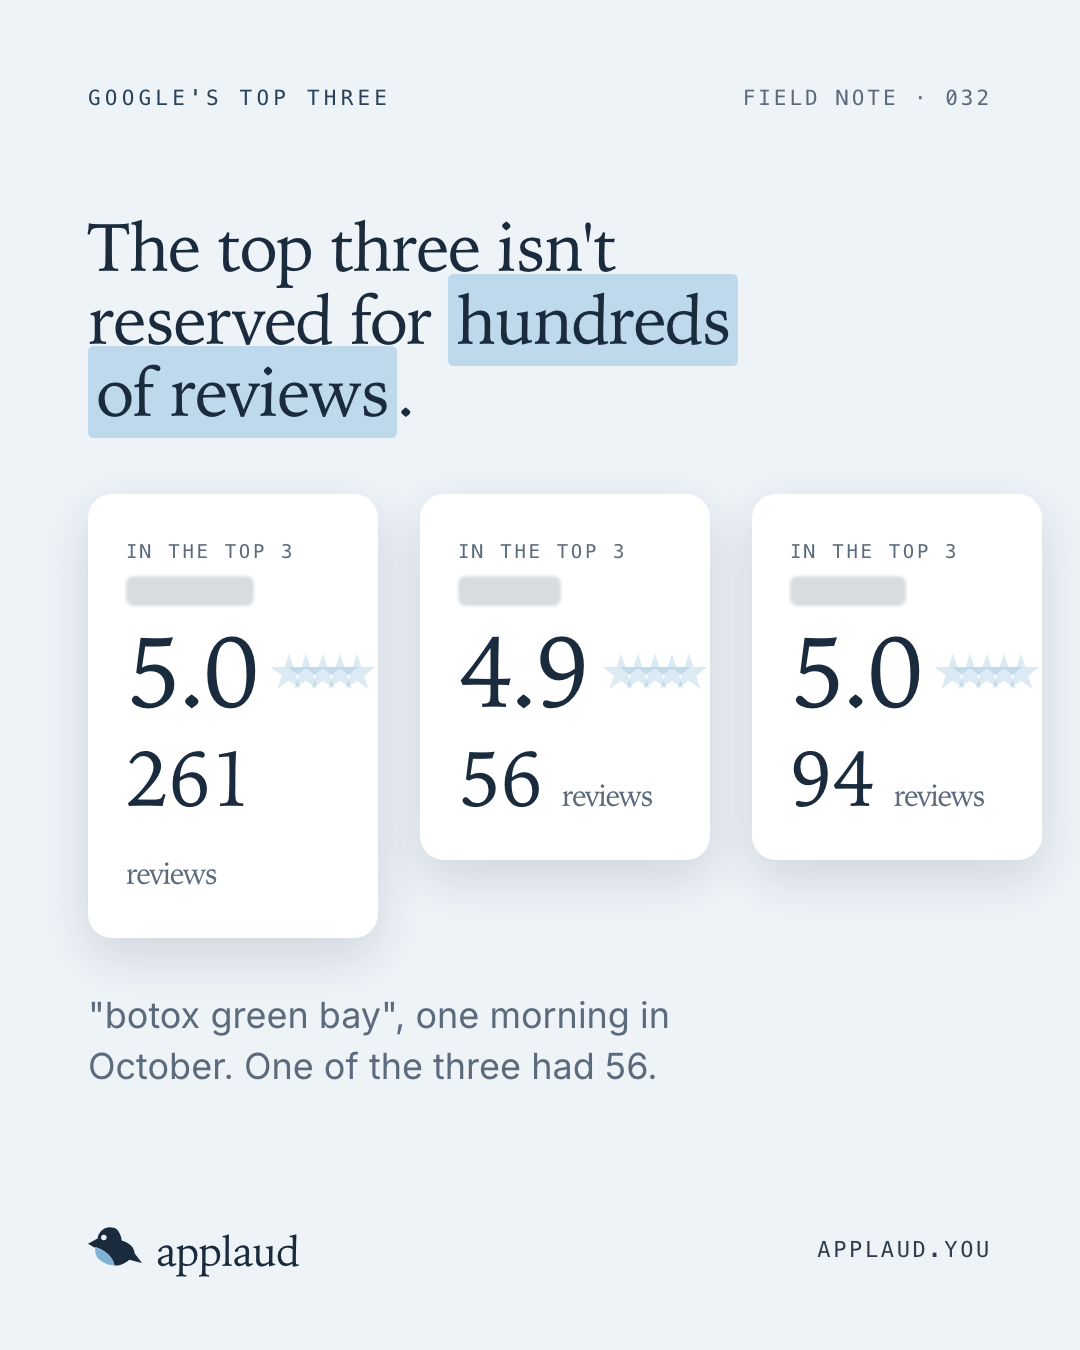 GOOGLE'S TOP THREE
FIELD NOTE · 032
The top three isn't
reserved for hundreds
of reviews.
IN THE TOP 3
5.0
261
reviews
IN THE TOP 3
4.9
56 reviews
IN THE TOP 3
5.0
94 reviews
"botox green bay", one morning in
October. One of the three had 56.
applaud
APPLAUD.YOU